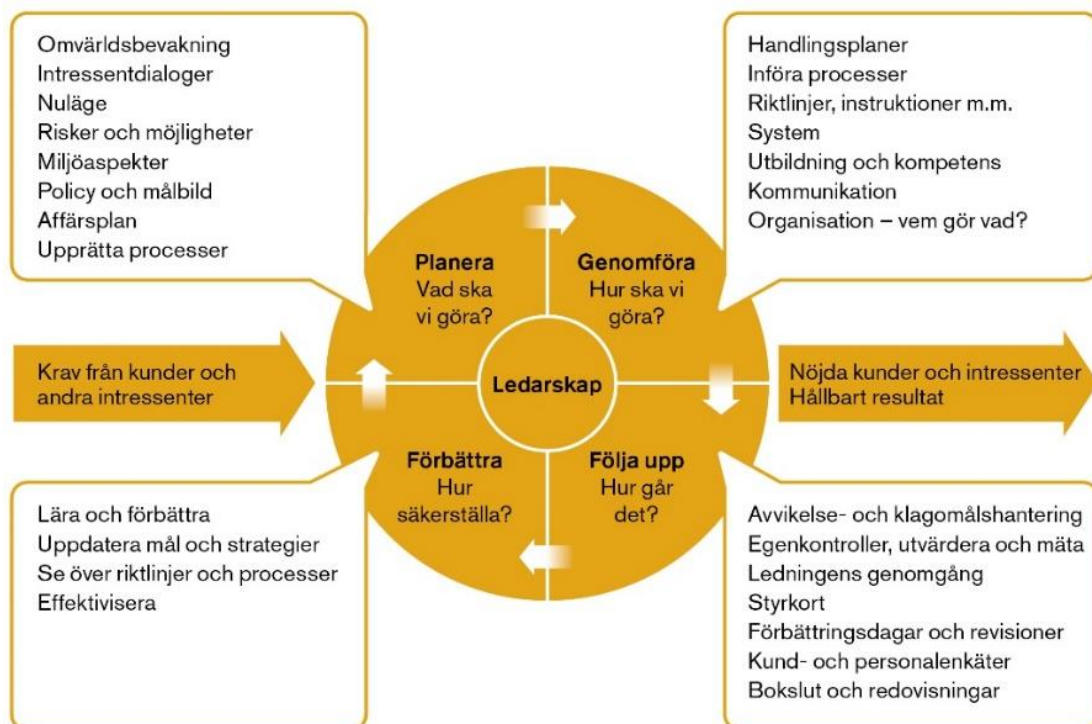 Omvärldsbevakning
Intressentdialoger
Nuläge
Risker och möjligheter
Miljöaspekter
Policy och målbild
Affärsplan
Upprätta processer
Handlingsplaner
Införa processer
Riktlinjer, instruktioner m.m.
System
Utbildning och kompetens
Kommunikation
Organisation – vem gör vad?
Planera
Vad ska
vi göra?
Genomföra
Hur ska vi
göra?
Krav från kunder och
andra intressenter
Ledarskap
Nöjda kunder och intressenter
Hållbart resultat
Förbättra
Hur
säkerställa?
Följa upp
Hur går
det?
Lära och förbättra
Uppdatera mål och strategier
Se över riktlinjer och processer
Effektivisera
Avvikelse- och klagomålshantering
Egenkontroller, utvärdera och mäta
Ledningens genomgång
Styrkort
Förbättringsdagar och revisioner
Kund- och personalenkäter
Bokslut och redovisningar